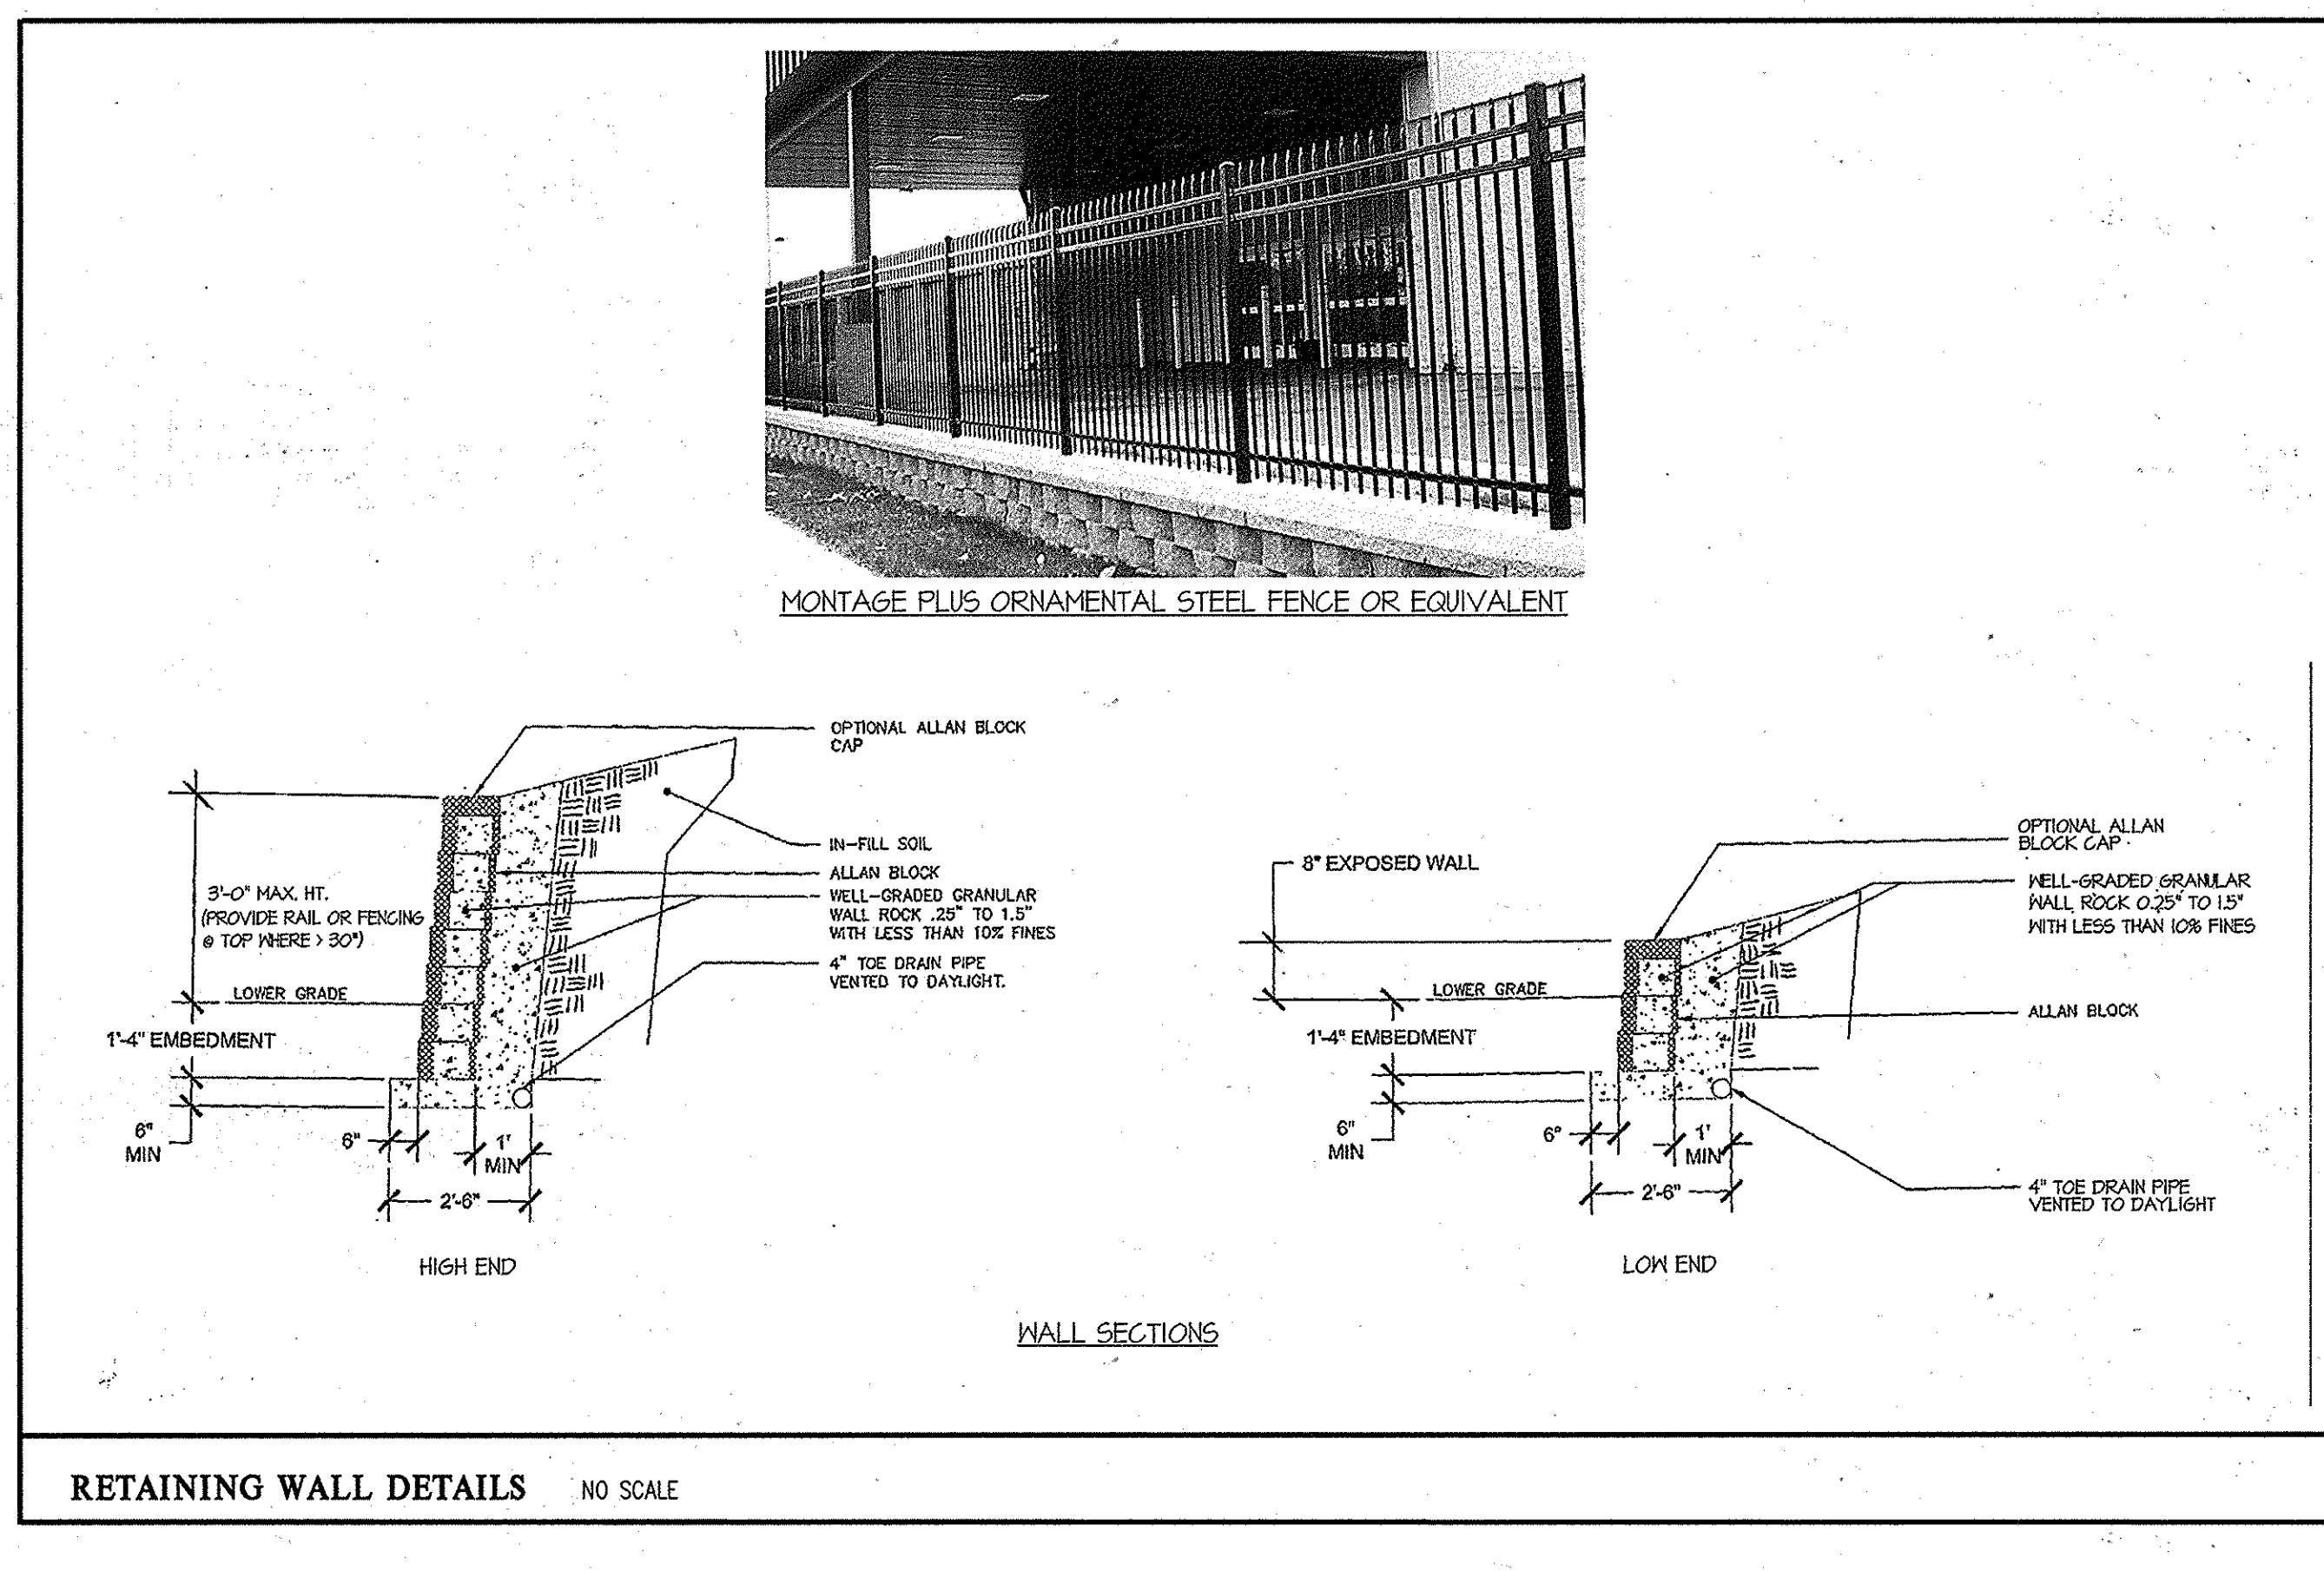 MONTAGE PLUS ORNAMENTAL STEEL FENCE OR EQUIVALENT
OPTIONAL ALLAN BLOCK
CAP
IN-FILL SOIL
ALLAN BLOCK
WELL-GRADED GRANULAR
WALL ROCK .25" TO 1.5"
WITH LESS THAN 10% FINES
4" TOE DRAIN PIPE
VENTED TO DAYLIGHT.
3'-0" MAX. HT.
(PROVIDE RAIL OR FENCING
@ TOP WHERE > 30")
LOWER GRADE
1'-4" EMBEDMENT
6"
MIN
6"
1'
MIN
2'-6"
HIGH END
8" EXPOSED WALL
OPTIONAL ALLAN
BLOCK CAP
WELL-GRADED GRANULAR
WALL ROCK 0.25" TO 1.5"
WITH LESS THAN 10% FINES
LOWER GRADE
ALLAN BLOCK
1'-4" EMBEDMENT
6"
MIN
6"
1'
MIN
2'-6"
4" TOE DRAIN PIPE
VENTED TO DAYLIGHT
LOW END
WALL SECTIONS
RETAINING WALL DETAILS NO SCALE